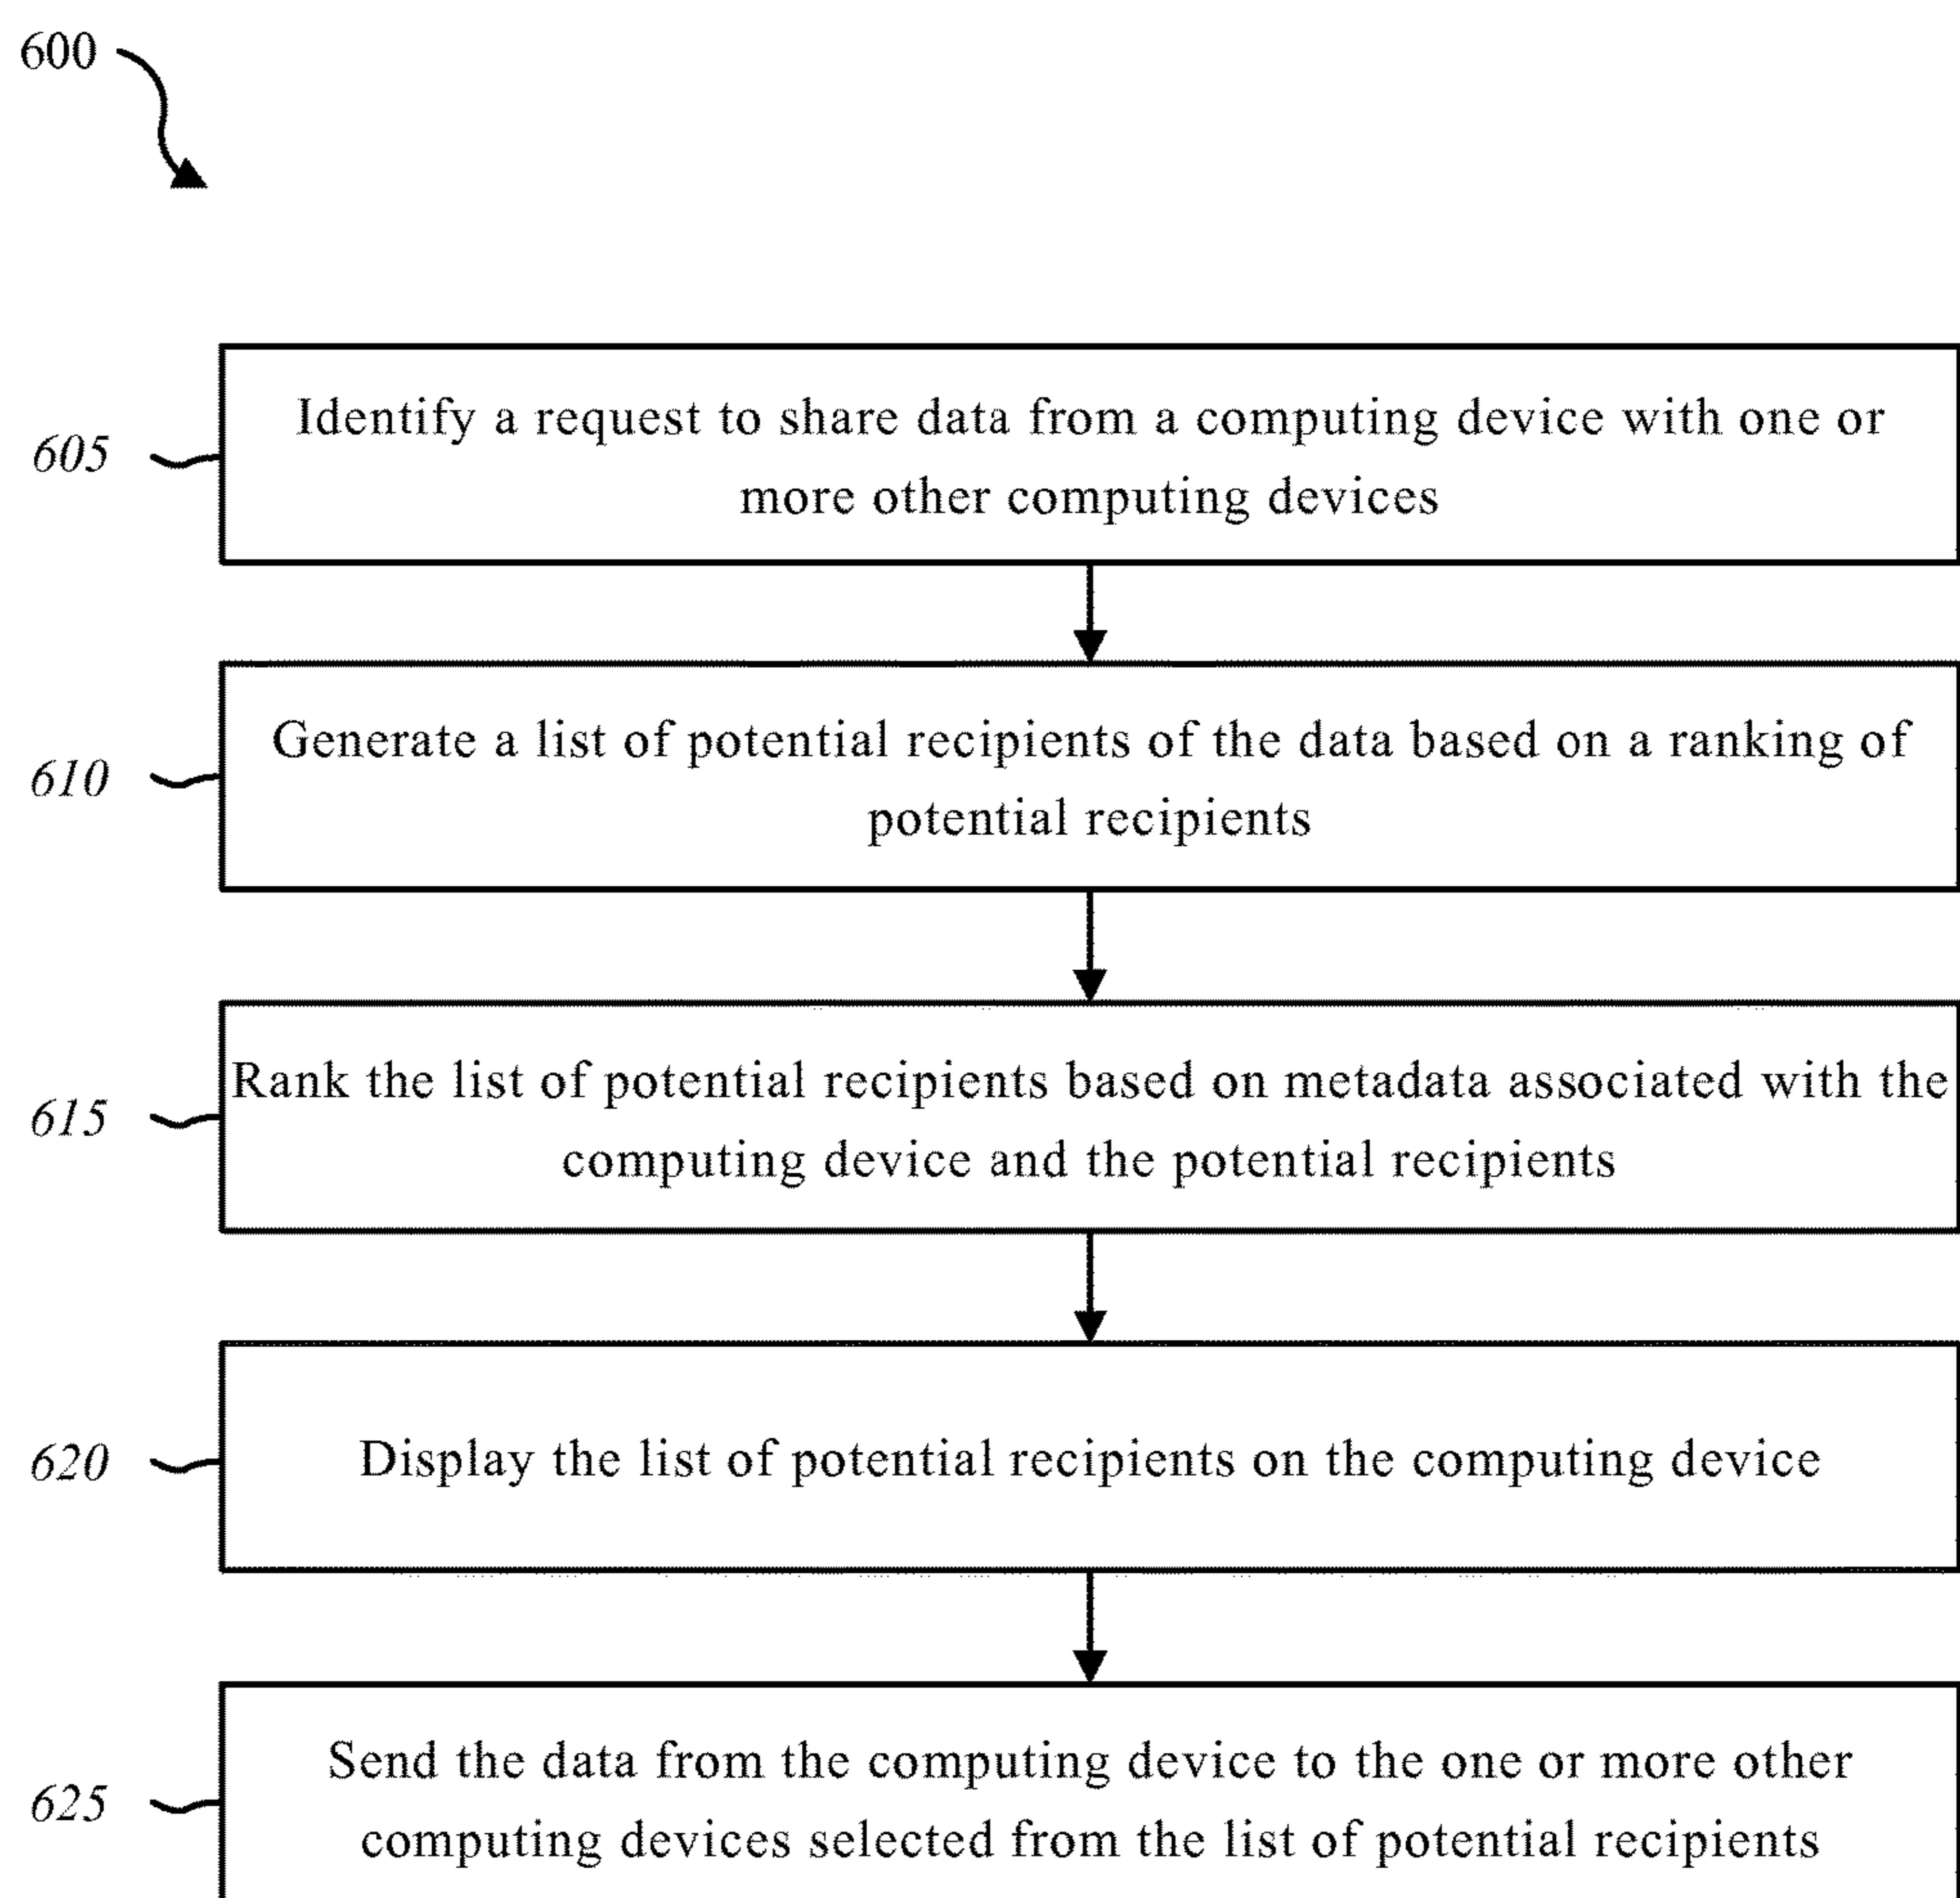 600
605
Identify a request to share data from a computing device with one or
more other computing devices
610
Generate a list of potential recipients of the data based on a ranking of
potential recipients
615
Rank the list of potential recipients based on metadata associated with the
computing device and the potential recipients
620
Display the list of potential recipients on the computing device
625
Send the data from the computing device to the one or more other
computing devices selected from the list of potential recipients